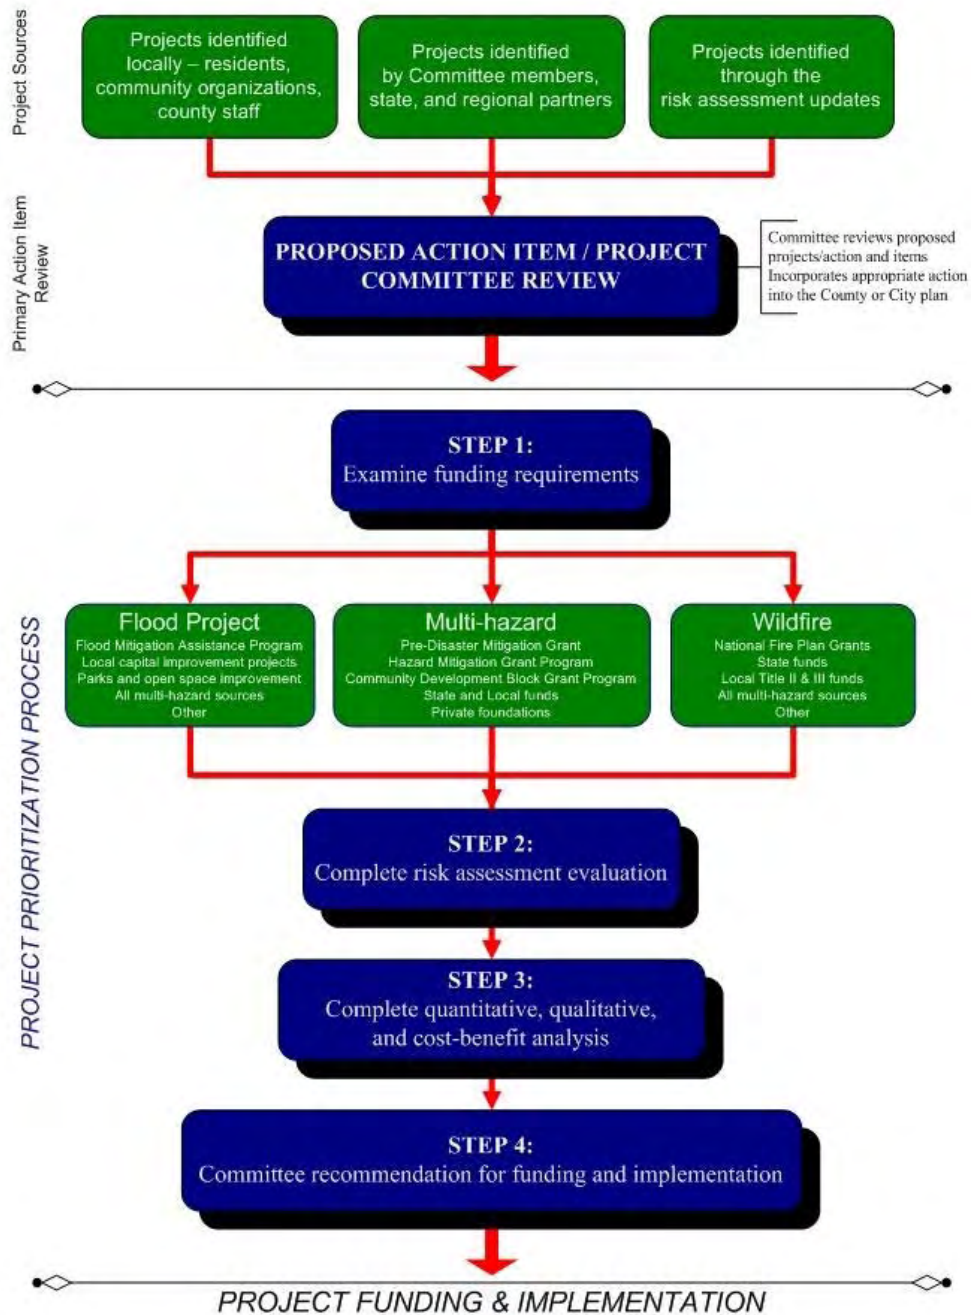 Project Sources
Projects identified
locally – residents,
community organizations,
county staff
Projects identified
by Committee members,
state, and regional partners
Projects identified
through the
risk assessment updates
Primary Action Item
Review
PROPOSED ACTION ITEM / PROJECT
COMMITTEE REVIEW
Committee reviews proposed
projects/action and items
Incorporates appropriate action
into the County or City plan
PROJECT PRIORITIZATION PROCESS
STEP 1:
Examine funding requirements
Flood Project
Flood Mitigation Assistance Program
Local capital improvement projects
Parks and open space improvement
All multi-hazard sources
Other
Multi-hazard
Pre-Disaster Mitigation Grant
Hazard Mitigation Grant Program
Community Development Block Grant Program
State and Local funds
Private foundations
Wildfire
National Fire Plan Grants
State funds
Local Title II & III funds
All multi-hazard sources
Other
STEP 2:
Complete risk assessment evaluation
STEP 3:
Complete quantitative, qualitative,
and cost-benefit analysis
STEP 4:
Committee recommendation for funding and implementation
PROJECT FUNDING & IMPLEMENTATION